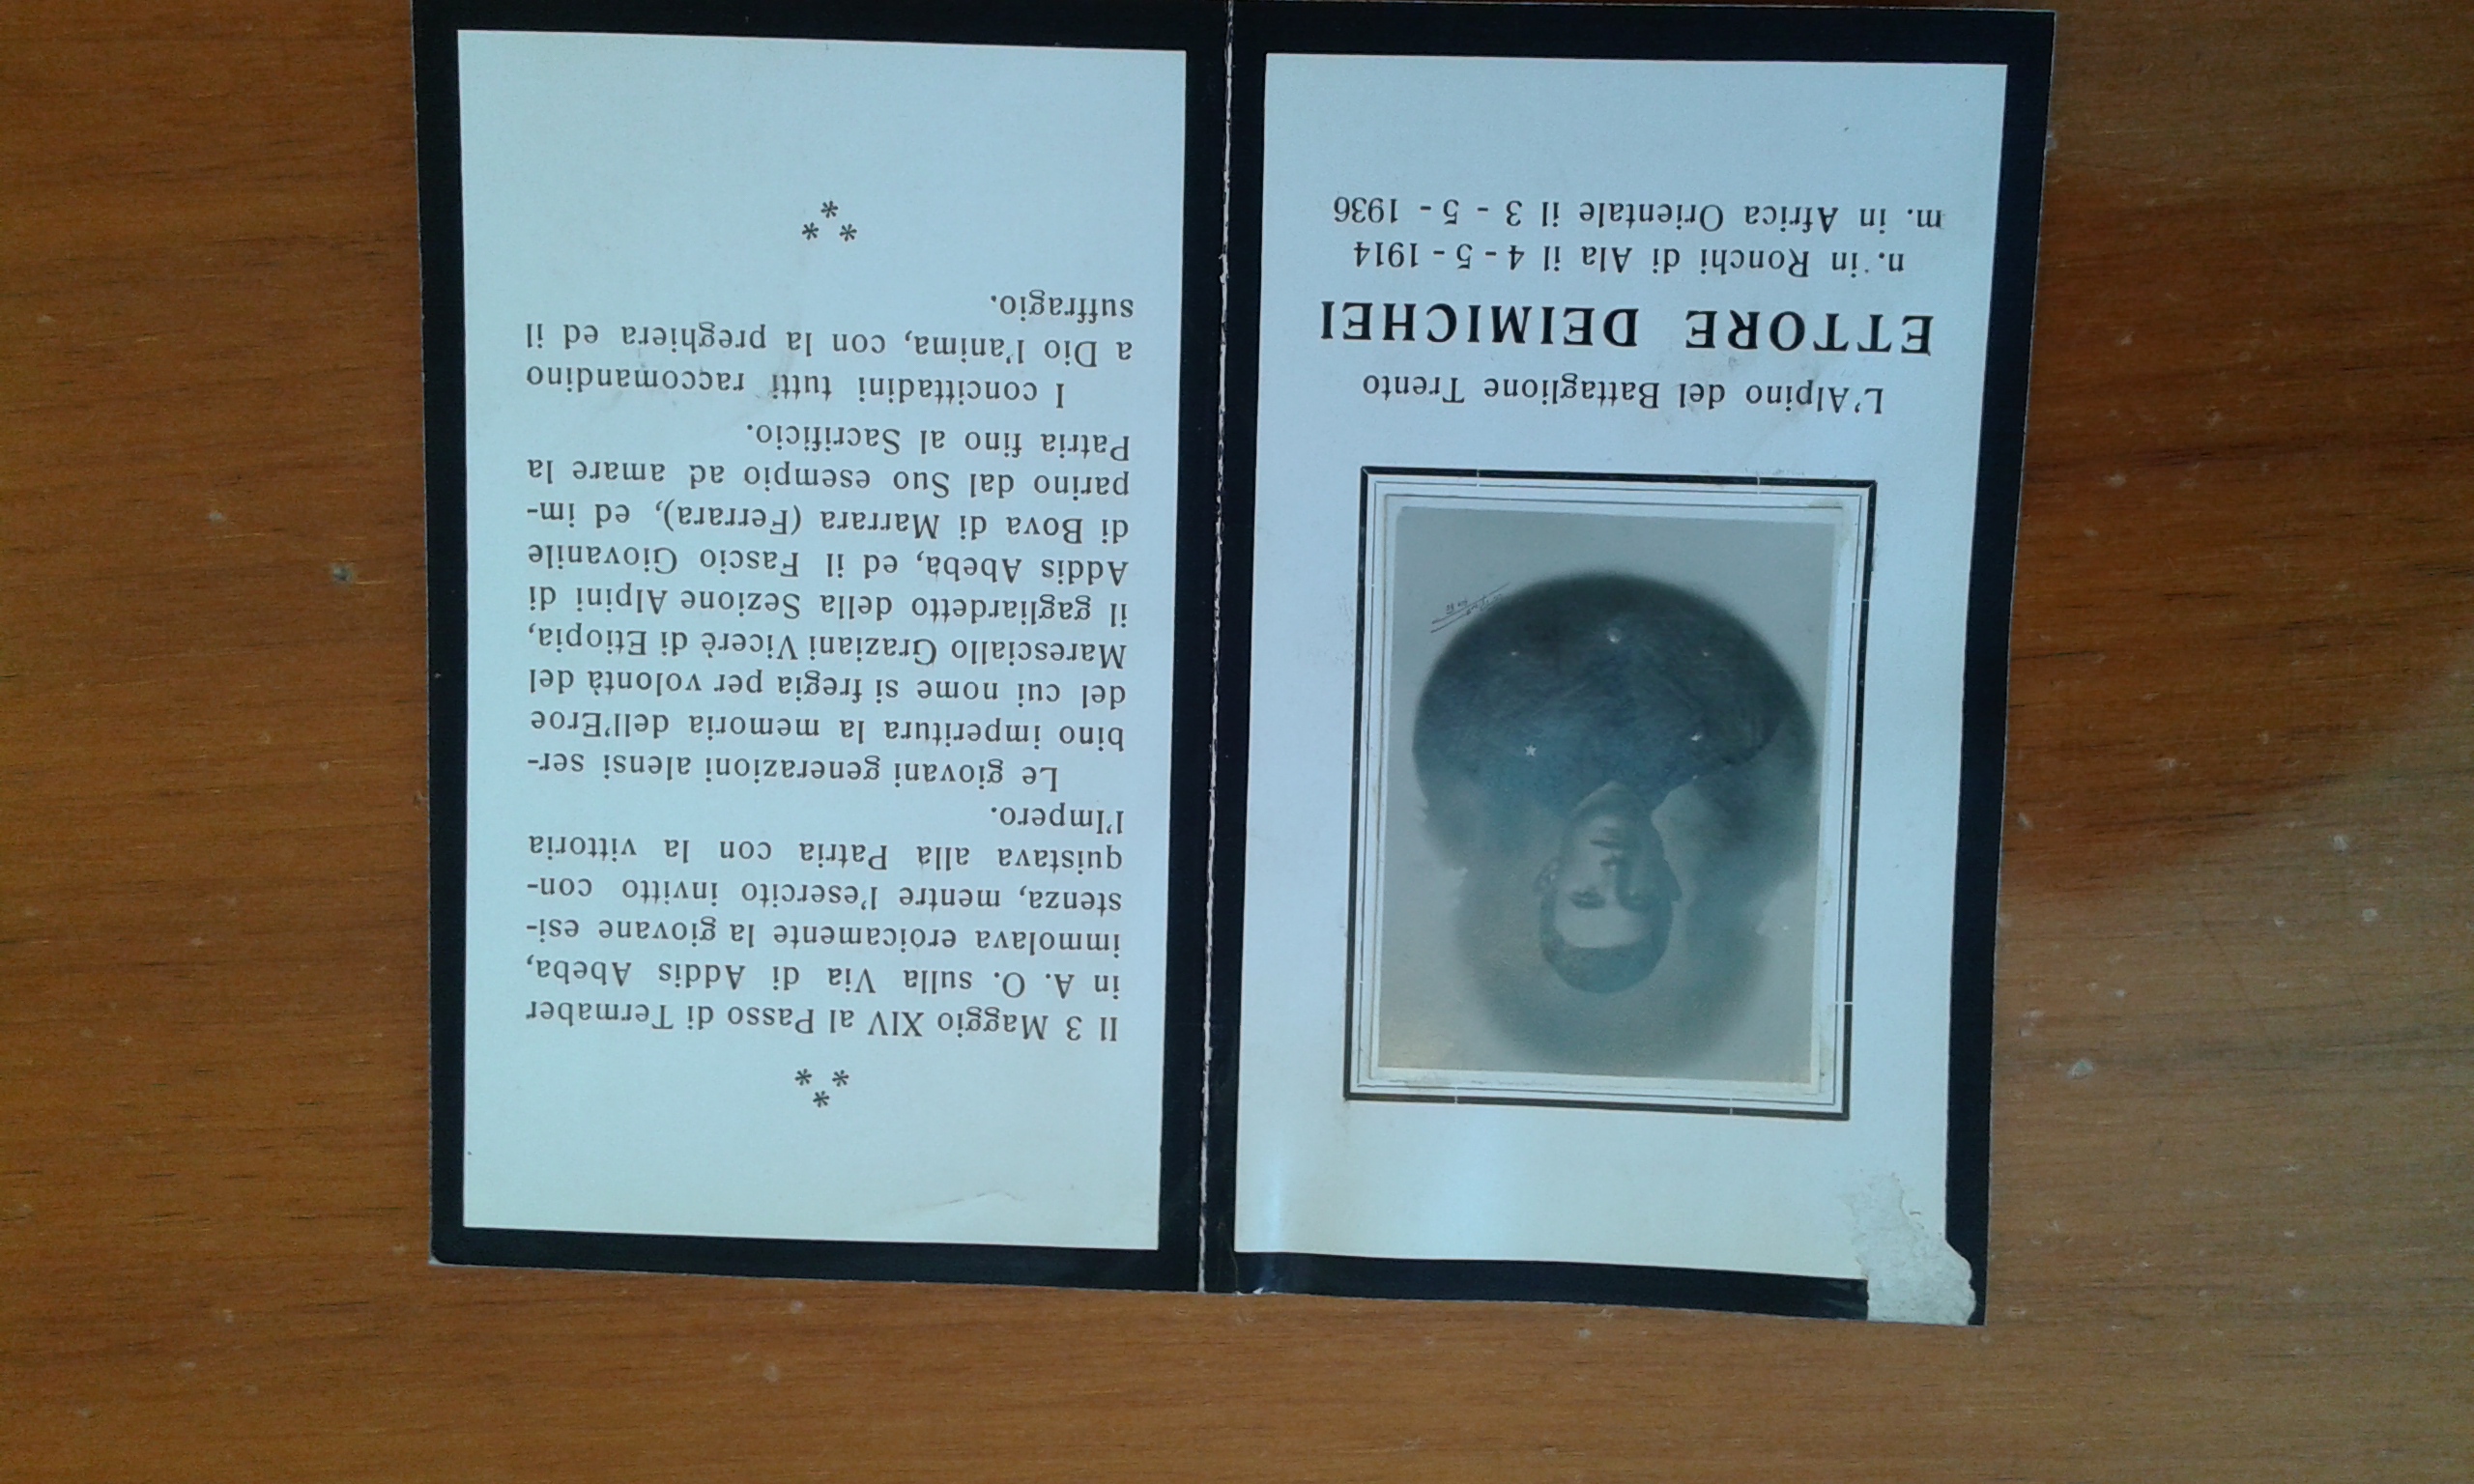 L'Alpino del Battaglione Trento
ETTORE DEIMICHEI
n. in Ronchi di Ala il 4 - 5 - 1914
m. in Africa Orientale il 3 - 5 - 1936
*
* *
Il 3 Maggio XIV al Passo di Termaber
in A. O. sulla Via di Addis Abeba,
immolava eroicamente la giovane esi-
stenza, mentre l'esercito invitto con-
quistava alla Patria con la vittoria
l'Impero.
Le giovani generazioni alensi ser-
bino imperitura la memoria dell'Eroe
del cui nome si fregia per volontà del
Maresciallo Graziani Vicerè di Etiopia,
il gagliardetto della Sezione Alpini di
Addis Abeba, ed il Fascio Giovanile
di Bova di Marrara (Ferrara), ed im-
parino dal Suo esempio ad amare la
Patria fino al Sacrificio.
I concittadini tutti raccomandino
a Dio l'anima, con la preghiera ed il
suffragio.
* *
*